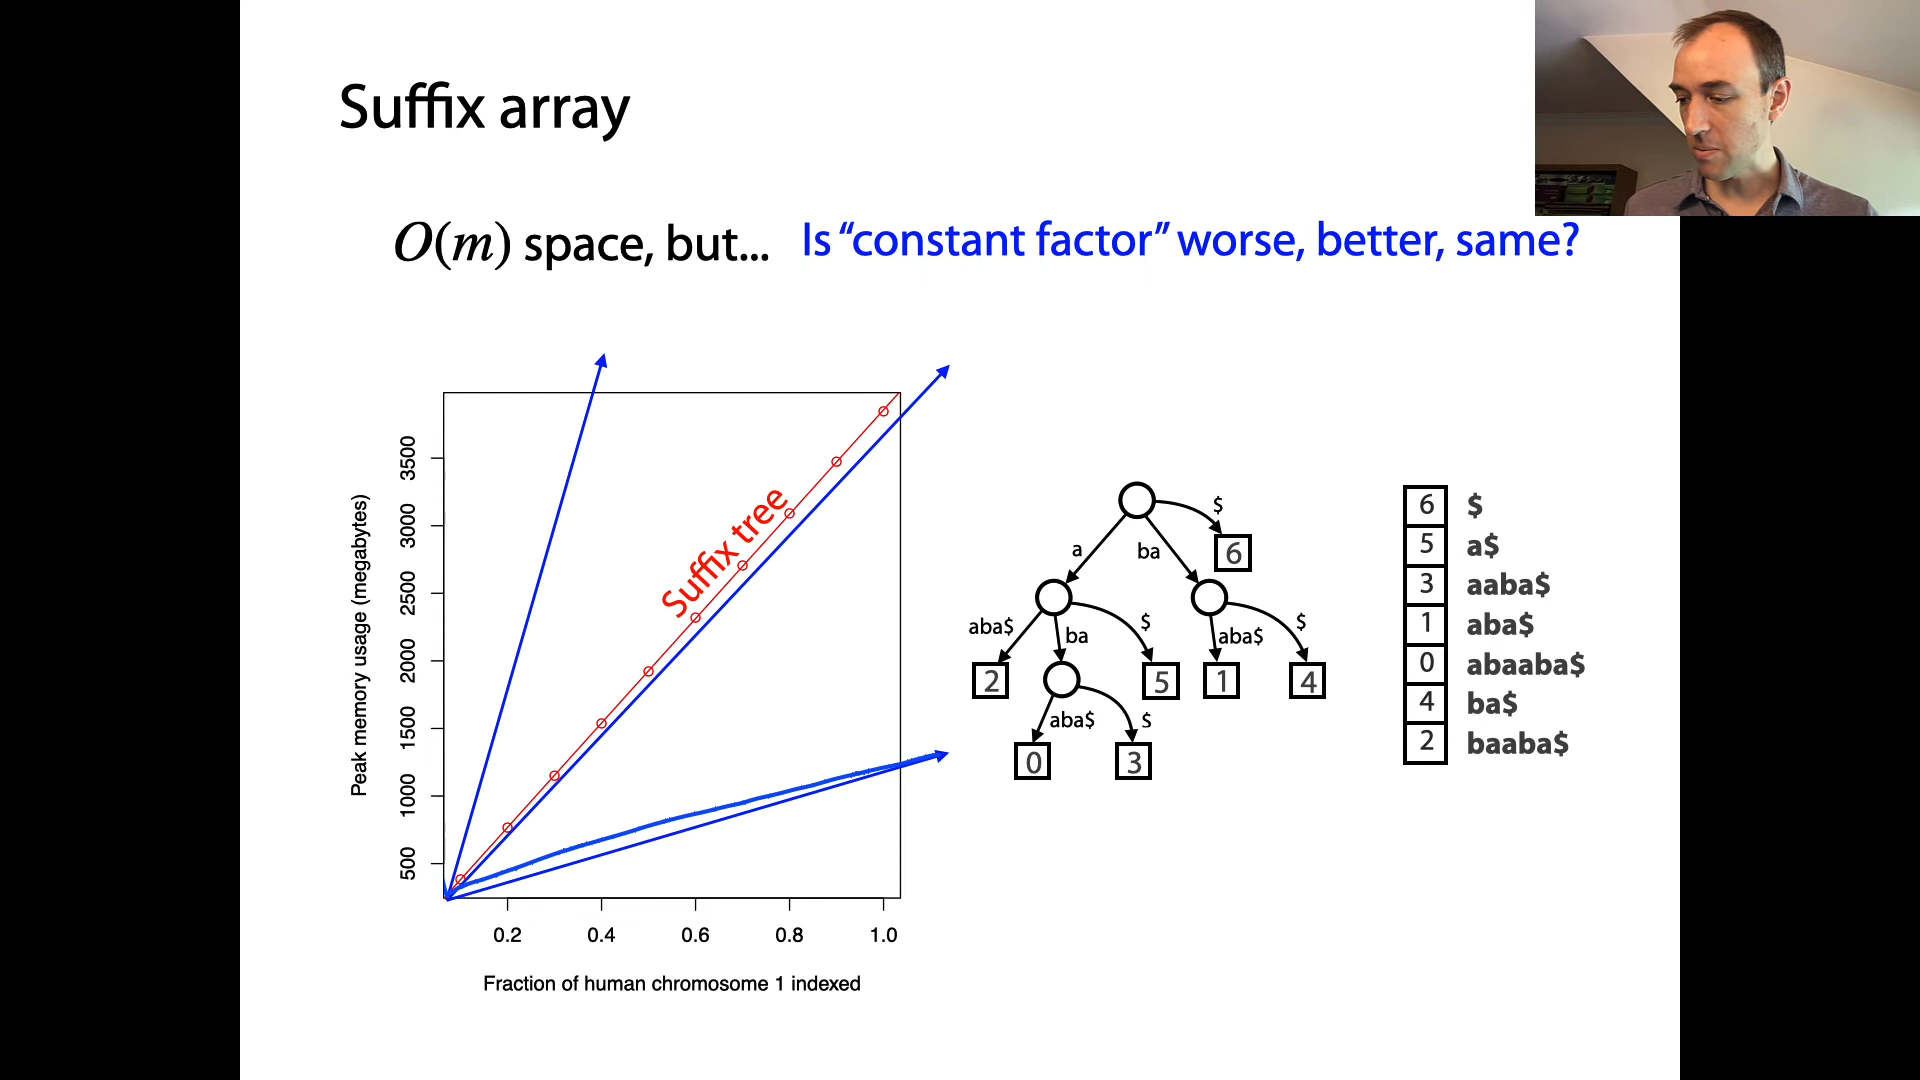 Suffix array
O(m) space, but... Is “constant factor” worse, better, same?
Peak memory usage (megabytes)
3500
3000
2500
2000
1500
1000
500
0.2 0.4 0.6 0.8 1.0
Fraction of human chromosome 1 indexed
Suffix tree
$
a ba 6
aba$ ba $ aba$ $
2 5 1 4
aba$ $
0 3
6 $
5 a$
3 aaba$
1 aba$
0 abaaba$
4 ba$
2 baaba$